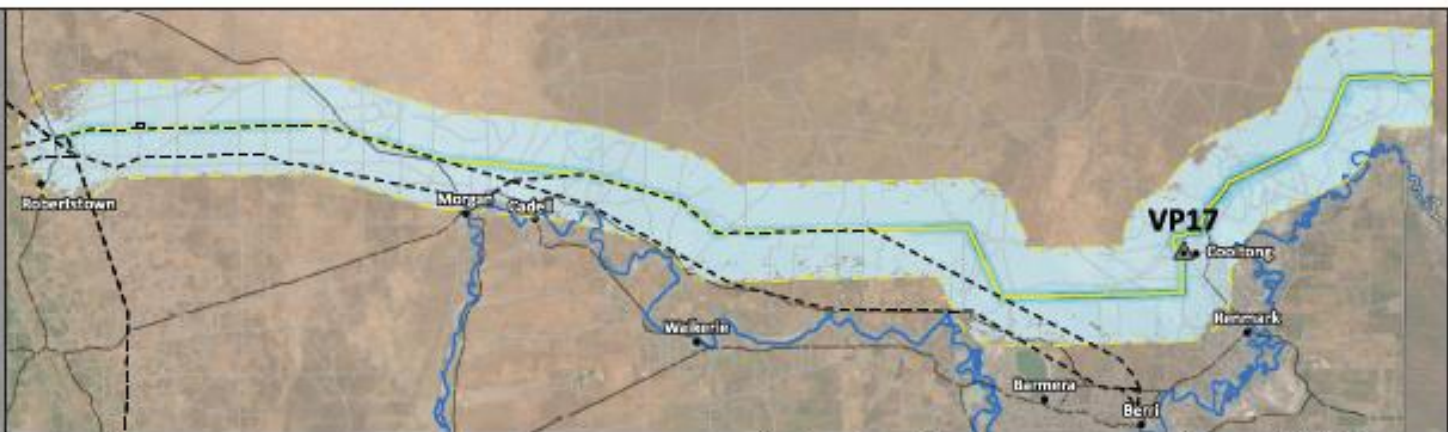 VP17
Cooltong
Robertstown
Morgan
Cadell
Waikerie
Renmark
Barmera
Berri